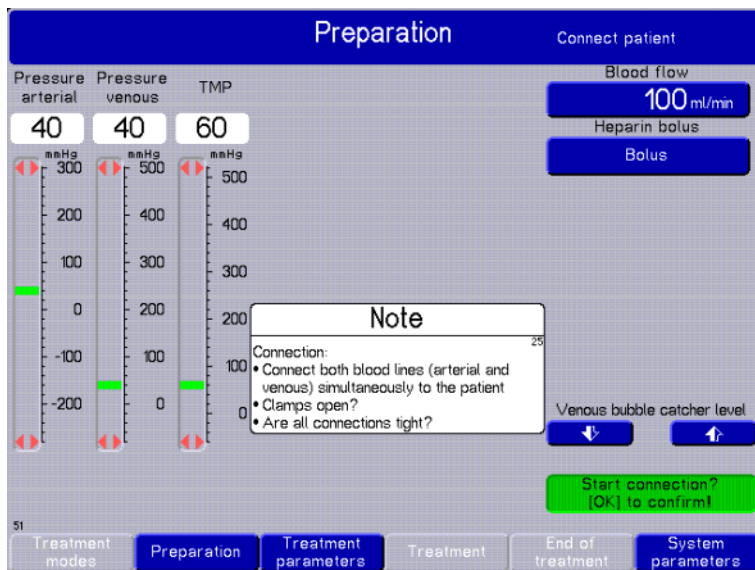 Preparation
Connect patient
Pressure arterial
Pressure venous
TMP
40
40
60
mmHg
mmHg
mmHg
300
200
100
0
-100
-200
500
400
300
200
100
0
500
400
300
200
100
0
Blood flow
100 ml/min
Heparin bolus
Bolus
Note
25
Connection:
• Connect both blood lines (arterial and
venous) simultaneously to the patient
• Clamps open?
• Are all connections tight?
Venous bubble catcher level
Start connection?
[OK] to confirm!
51
Treatment
modes
Preparation
Treatment
parameters
Treatment
End of
treatment
System
parameters